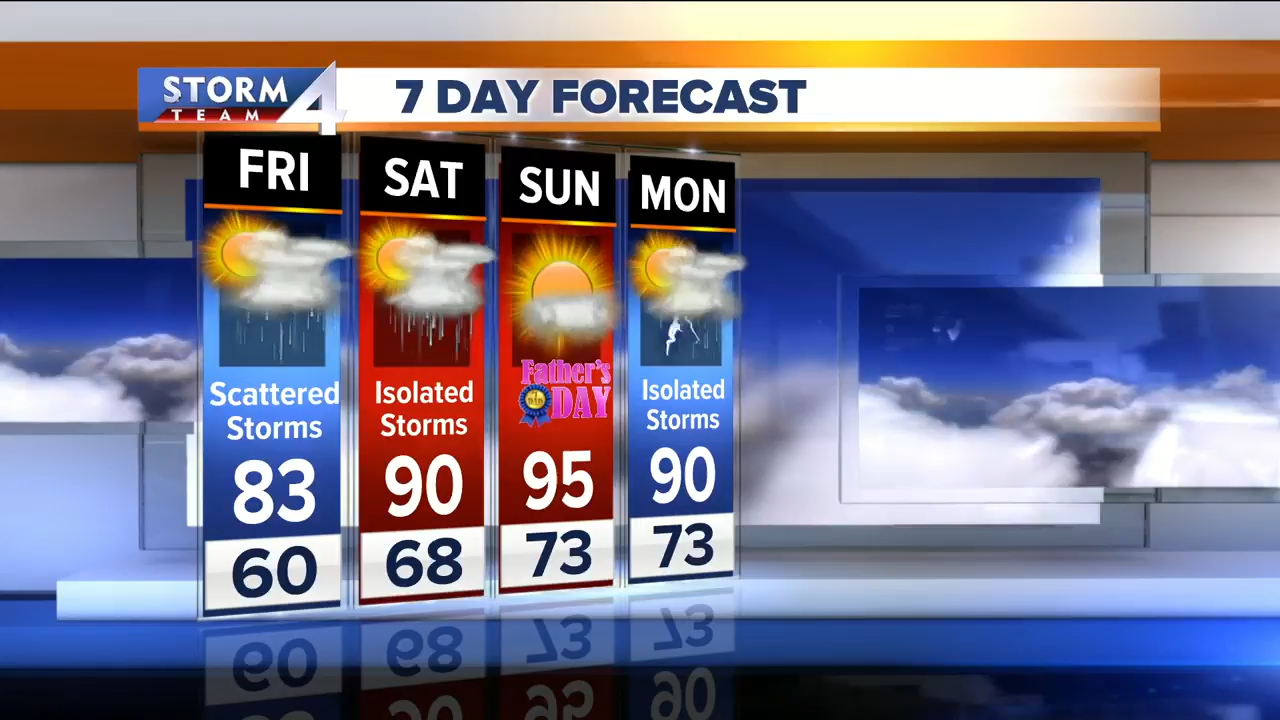 STORM
TEAM
4
7 DAY FORECAST
FRI
Scattered
Storms
83
60
SAT
Isolated
Storms
90
68
SUN
Father's
DAY
95
73
MON
Isolated
Storms
90
73